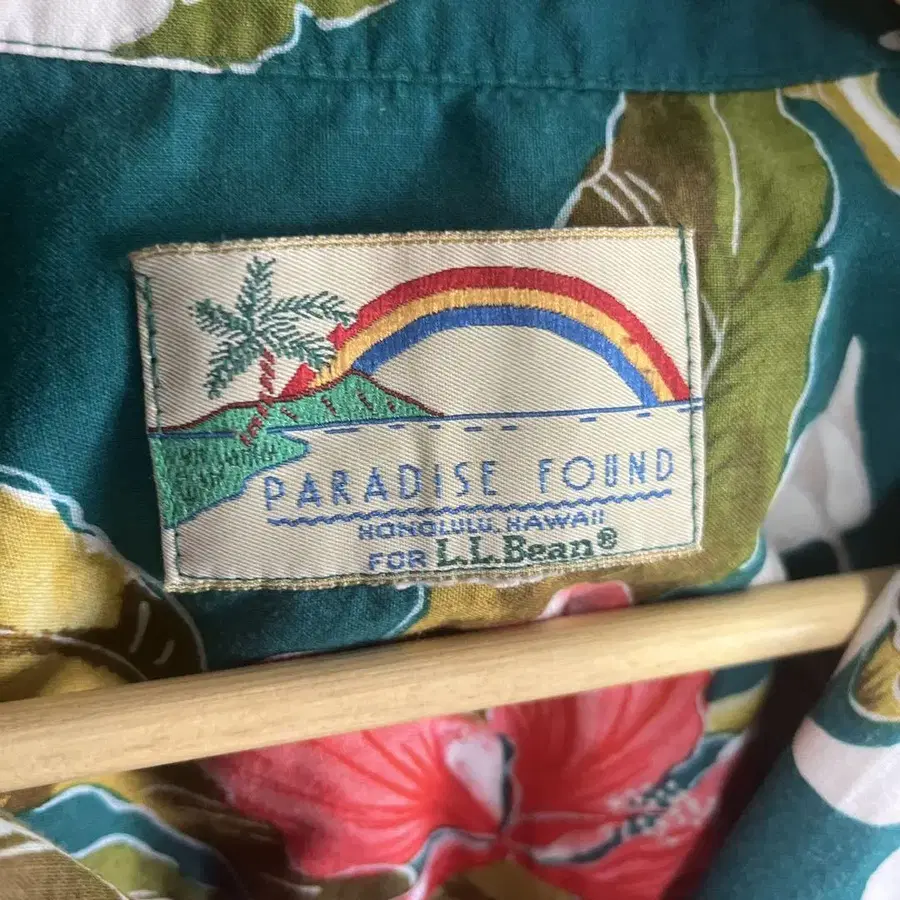 PARADISE FOUND
HONOLULU, HAWAII
FOR L.L.Bean®